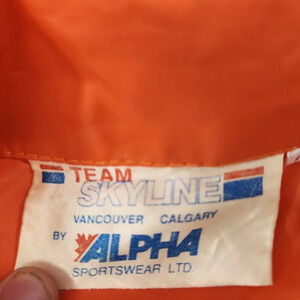 TEAM
SKYLINE
VANCOUVER CALGARY
BY ALPHA
SPORTSWEAR LTD.